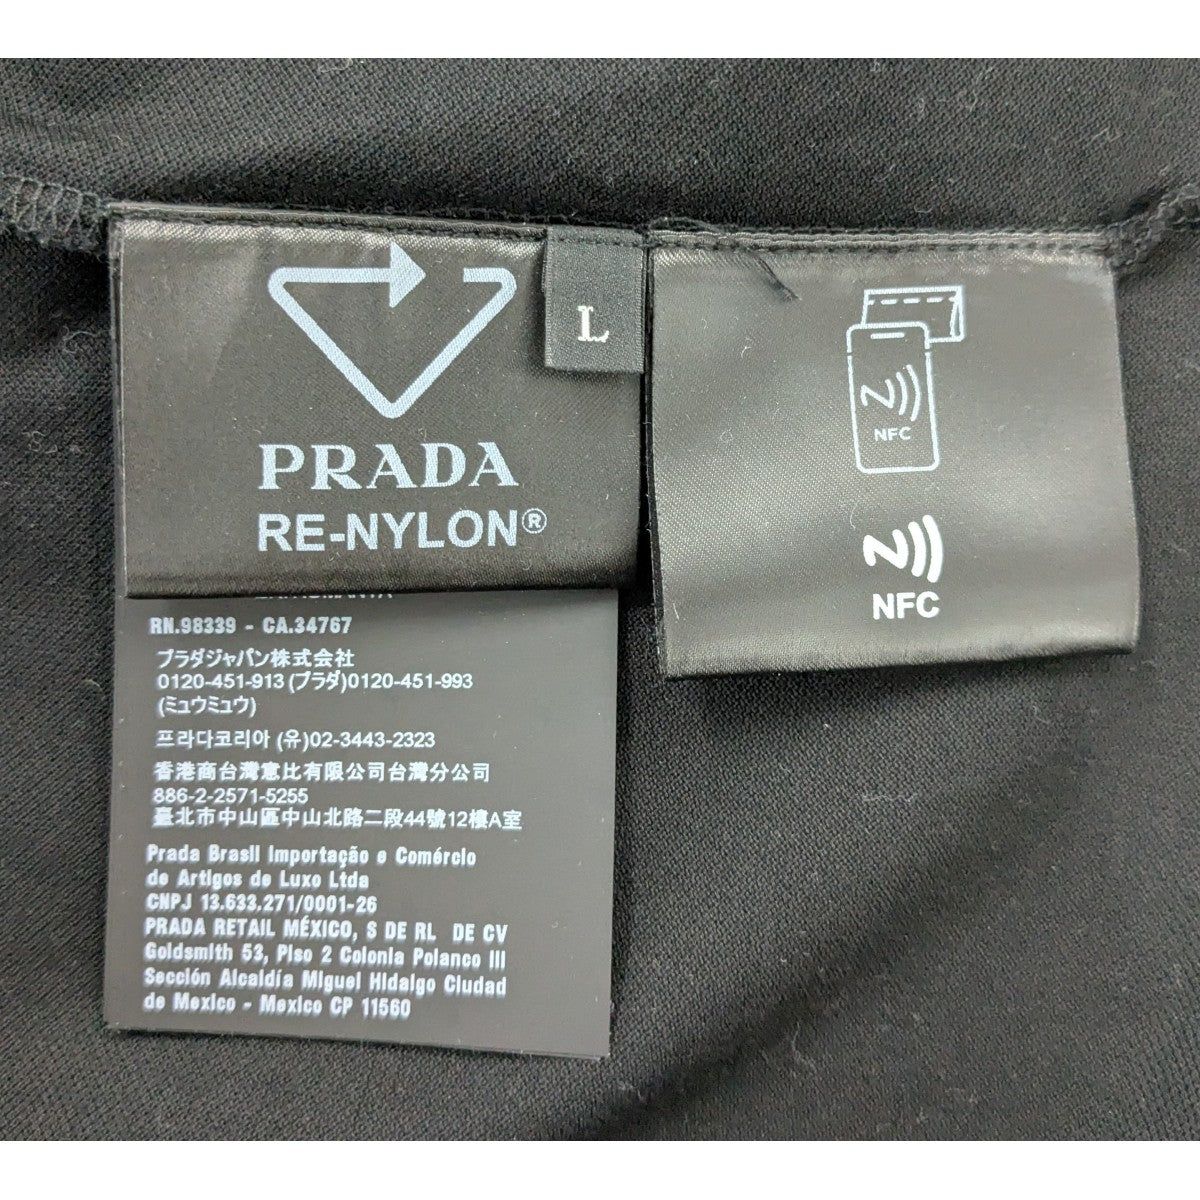 PRADA
RE-NYLON®
L
NFC
NFC
RN.98339 - CA.34767
プラダジャパン株式会社
0120-451-913 (プラダ)0120-451-993
(ミュウミュウ)
프라다코리아 (유)02-3443-2323
香港商台灣意比有限公司台灣分公司
886-2-2571-5255
臺北市中山區中山北路二段44號12樓A室
Prada Brasil Importação e Comércio
de Artigos de Luxo Ltda
CNPJ 13.633.271/0001-26
PRADA RETAIL MÉXICO, S DE RL DE CV
Goldsmith 53, Piso 2 Colonia Polanco III
Sección Alcaldía Miguel Hidalgo Ciudad
de Mexico - Mexico CP 11560